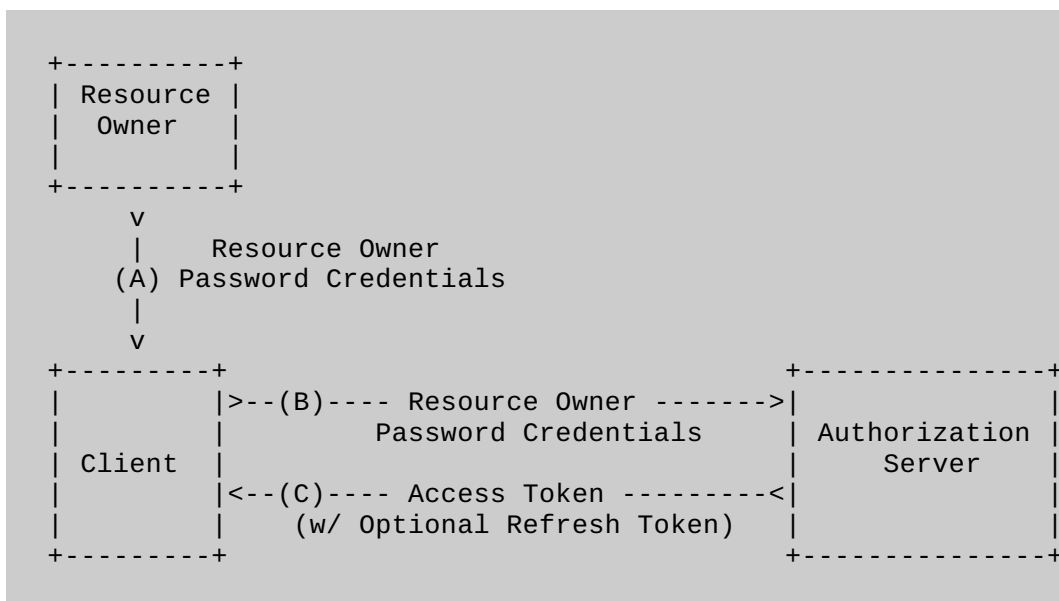 +----------+
| Resource |
|  Owner   |
|          |
+----------+
     v
     |    Resource Owner
    (A) Password Credentials
     |
     v
+---------+                                  +---------------+
|         |>--(B)---- Resource Owner ------->|               |
|         |         Password Credentials     | Authorization |
| Client  |                                  |     Server    |
|         |<--(C)---- Access Token ---------<|               |
|         |    (w/ Optional Refresh Token)   |               |
+---------+                                  +---------------+